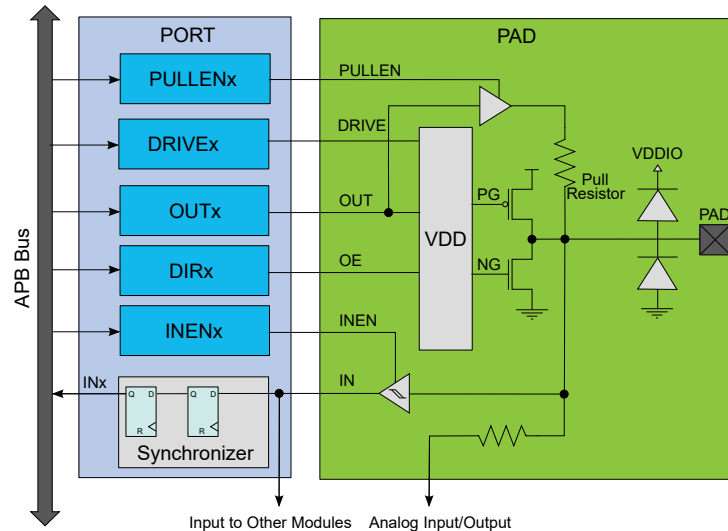 PORT
PAD
PULLENx
PULLEN
DRIVEx
DRIVE
VDDIO
Pull
Resistor
OUTx
OUT
PG
PAD
VDD
DIRx
OE
NG
INENx
INEN
APB Bus
INx
IN
Q D
R
Q D
R
Synchronizer
Input to Other Modules
Analog Input/Output